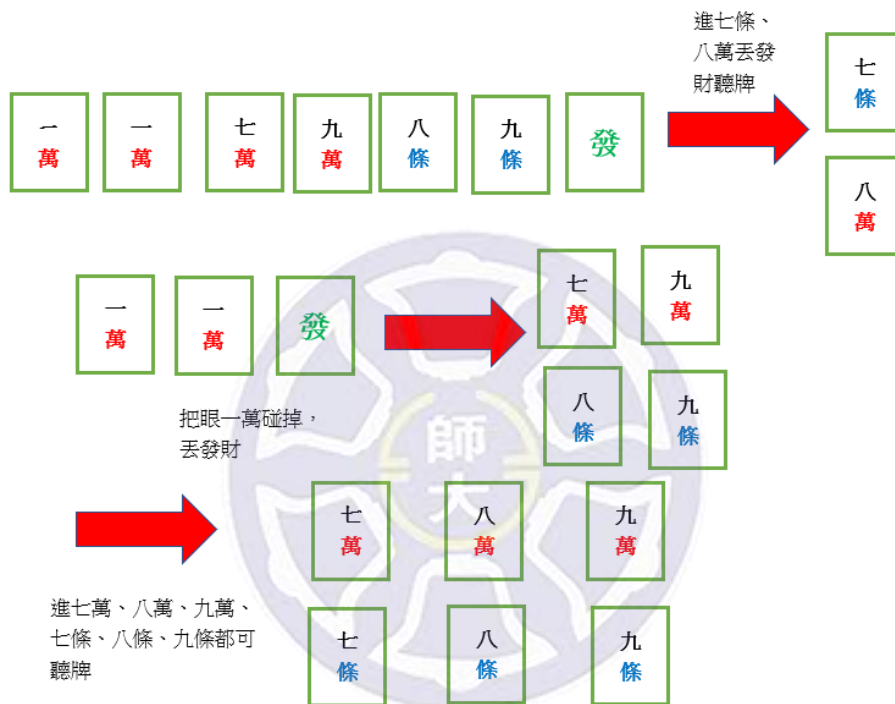 進七條、
八萬丟發
財聽牌
一 一 七 九 八 九 發
萬 萬 萬 萬 條 條
七
條
八
萬
一 一 發
萬 萬
七 九
萬 萬
八 九
條 條
把眼一萬碰掉，
丟發財
師
大
七 八 九
萬 萬 萬
進七萬、八萬、九萬、
七條、八條、九條都可
聽牌
七 八 九
條 條 條